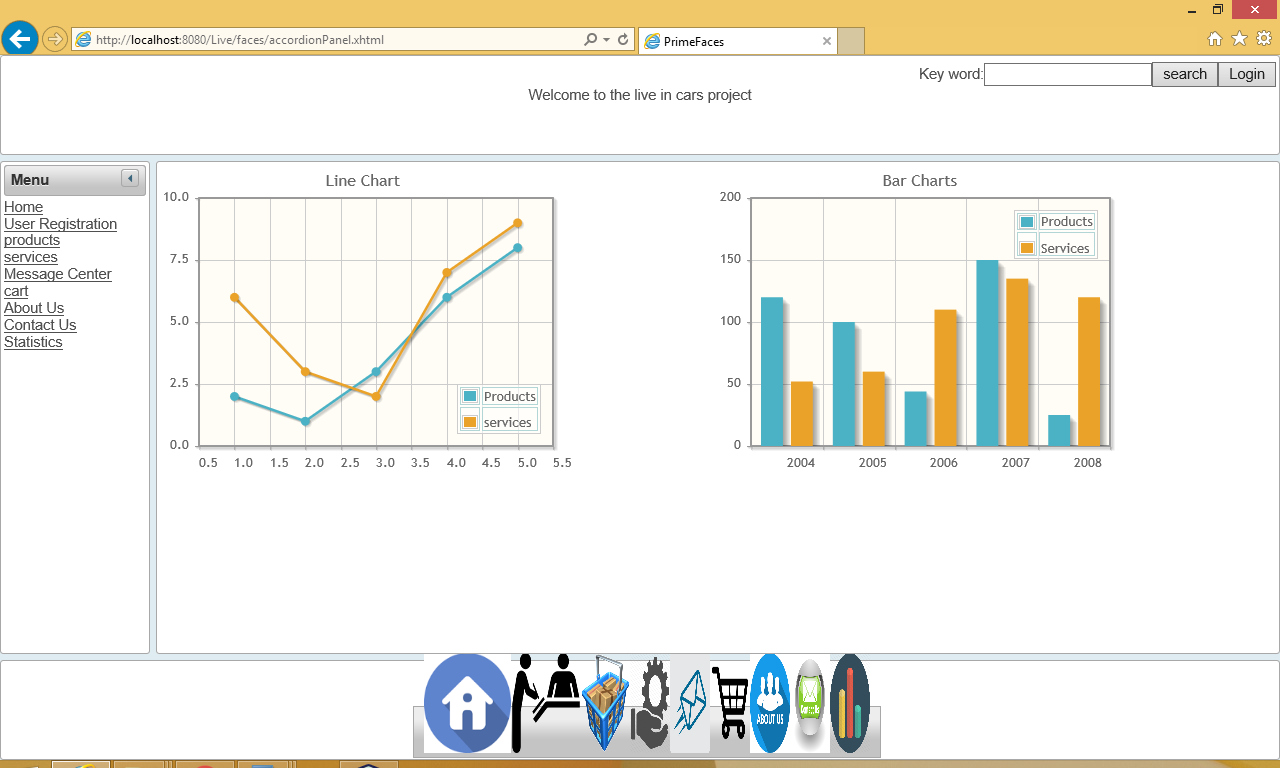 http://localhost:8080/Live/faces/accordionPanel.xhtml
PrimeFaces
Key word:
search
Login
Welcome to the live in cars project
Menu
Home
User Registration
products
services
Message Center
cart
About Us
Contact Us
Statistics
Line Chart
10.0
7.5
5.0
2.5
0.0
0.5 1.0 1.5 2.0 2.5 3.0 3.5 4.0 4.5 5.0 5.5
Products
services
Bar Charts
200
150
100
50
0
2004 2005 2006 2007 2008
Products
Services
ABOUT US